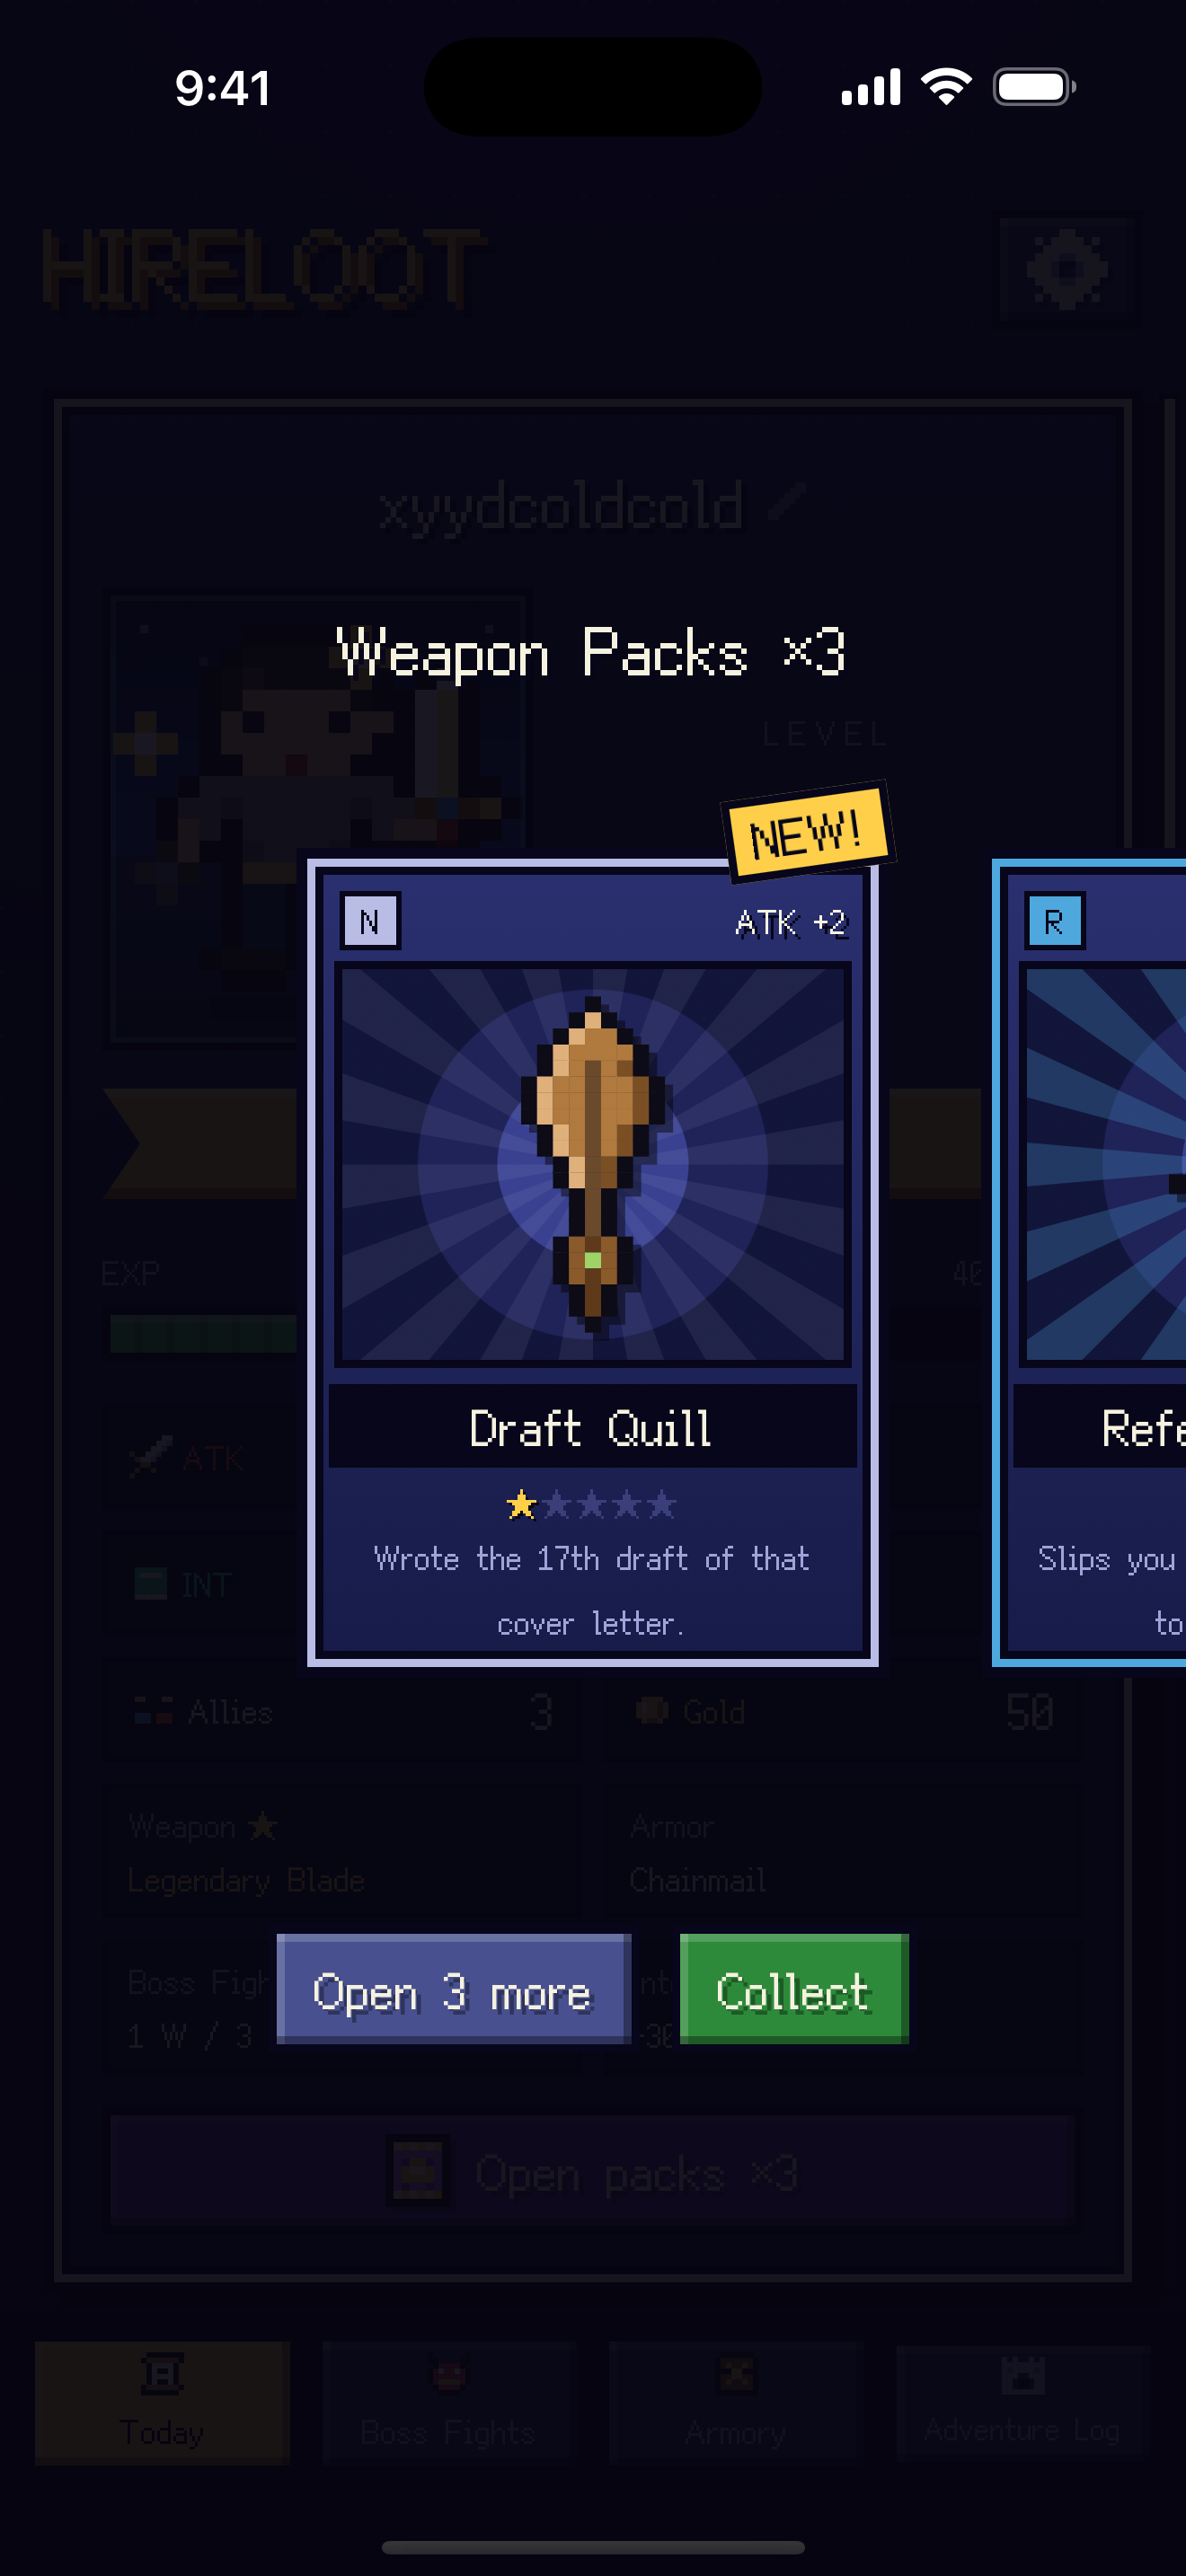 9:41
HIRELOOT
xyydcoldcold
Weapon Packs ×3
LEVEL
NEW!
N
ATK +2
R
EXP
Draft Quill
ATK
Wrote the 17th draft of that
cover letter.
Slips you
to
INT
Allies 3
Gold 50
Weapon
Legendary Blade
Armor
Chainmail
Open 3 more
Collect
1 W / 3
Open packs ×3
Today
Boss Fights
Armory
Adventure Log